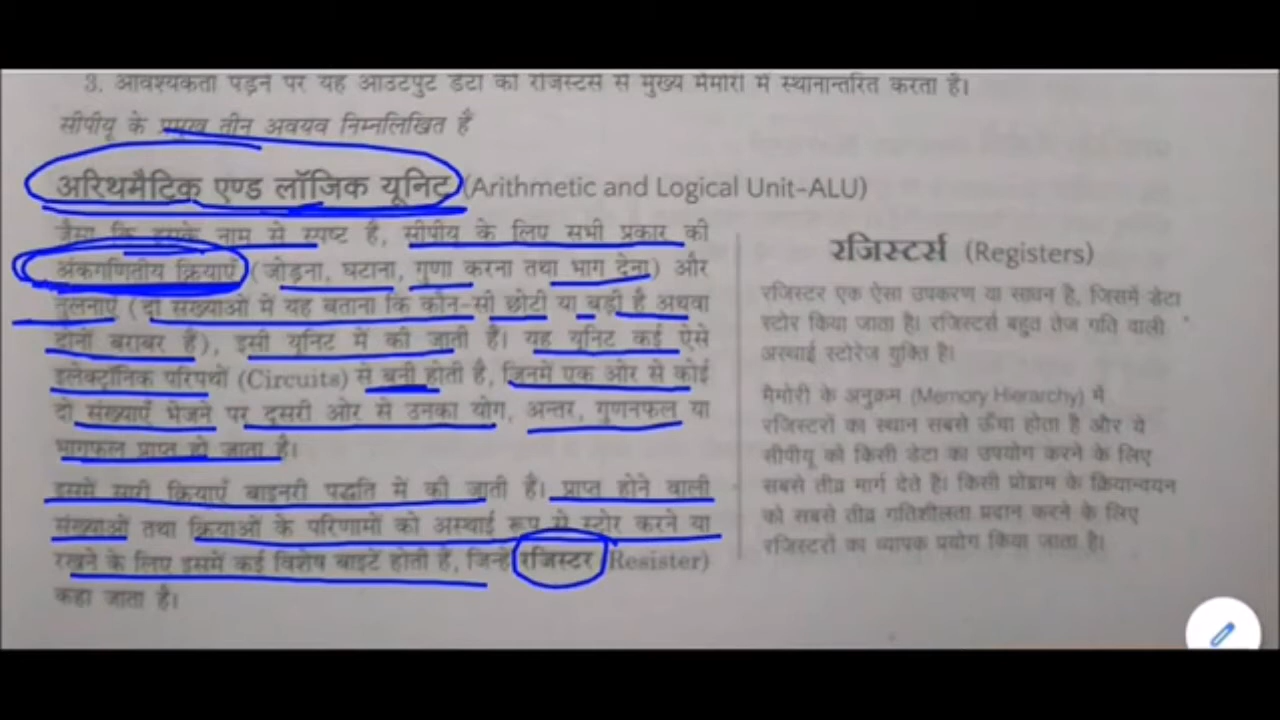 3. आवश्यकता पड़ने पर यह आउटपुट डेटा को रजिस्टर्स से मुख्य मैमोरी में स्थानान्तरित करता है।
सीपीयू के प्रमुख तीन अवयव निम्नलिखित हैं
अरिथमैटिक एण्ड लॉजिक यूनिट (Arithmetic and Logical Unit-ALU)
जैसा कि इसके नाम से स्पष्ट है, सीपीयू के लिए सभी प्रकार की
अंकगणितीय क्रियाएँ (जोड़ना, घटाना, गुणा करना तथा भाग देना) और
तुलनाएँ (दो संख्याओं में यह बताना कि कौन-सी छोटी या बड़ी है अथवा
दोनों बराबर हैं), इसी यूनिट में की जाती हैं। यह यूनिट कई ऐसे
इलेक्ट्रॉनिक परिपथों (Circuits) से बनी होती है, जिनमें एक ओर से कोई
दो संख्याएँ भेजने पर दूसरी ओर से उनका योग, अन्तर, गुणनफल या
भागफल प्राप्त हो जाता है।
इसमें सारी क्रियाएँ बाइनरी पद्धति में की जाती हैं। प्राप्त होने वाली
संख्याओं तथा क्रियाओं के परिणामों को अस्थाई रूप से स्टोर करने या
रखने के लिए इसमें कई विशेष बाइटें होती हैं, जिन्हें रजिस्टर (Resister)
कहा जाता है।
रजिस्टर्स (Registers)
रजिस्टर एक ऐसा उपकरण या साधन है, जिसमें डेटा
स्टोर किया जाता है। रजिस्टर्स बहुत तेज गति वाली
अस्थाई स्टोरेज युक्ति है।
मैमोरी के अनुक्रम (Memory Hierarchy) में
रजिस्टरों का स्थान सबसे ऊँचा होता है और ये
सीपीयू को किसी डेटा का उपयोग करने के लिए
सबसे तीव्र मार्ग देते हैं। किसी प्रोग्राम के क्रियान्वयन
को सबसे तीव्र गतिशीलता प्रदान करने के लिए
रजिस्टरों का व्यापक प्रयोग किया जाता है।